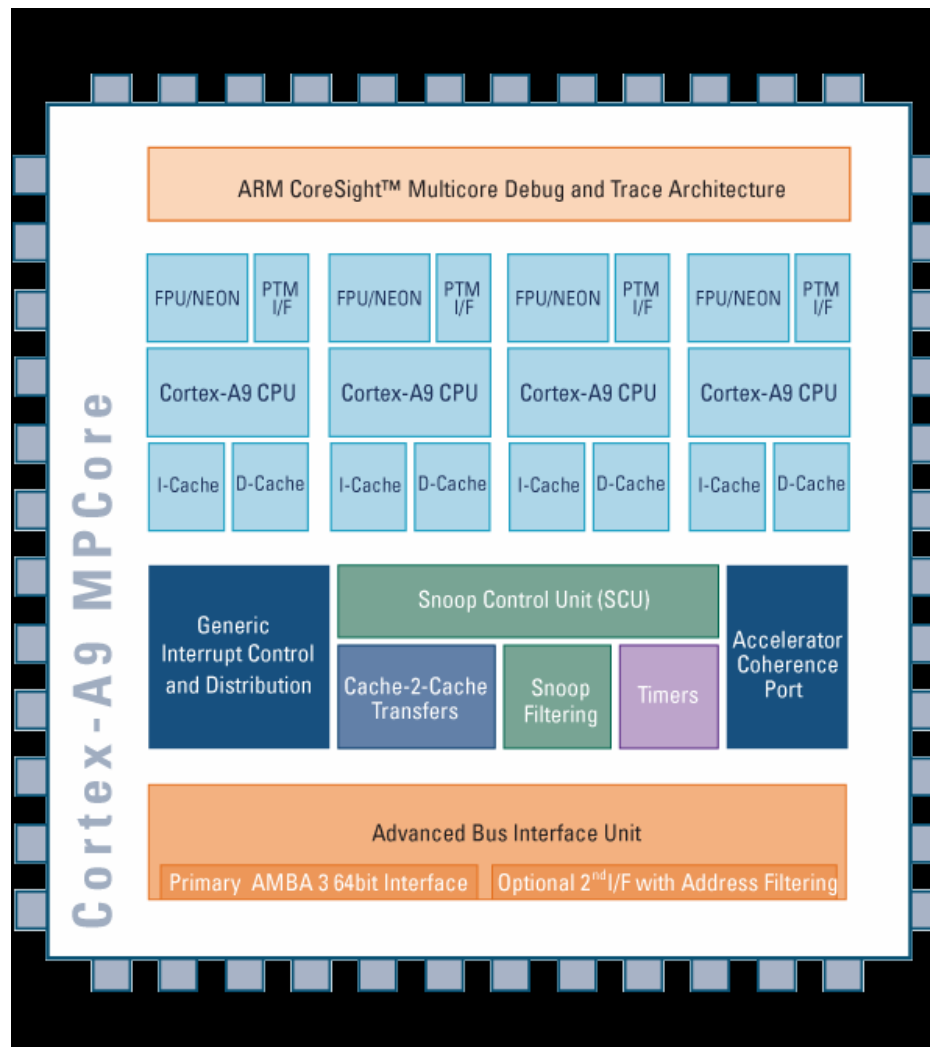 Cortex-A9 MPCore
ARM CoreSight™ Multicore Debug and Trace Architecture
FPU/NEON
PTM
I/F
FPU/NEON
PTM
I/F
FPU/NEON
PTM
I/F
FPU/NEON
PTM
I/F
Cortex-A9 CPU
Cortex-A9 CPU
Cortex-A9 CPU
Cortex-A9 CPU
I-Cache
D-Cache
I-Cache
D-Cache
I-Cache
D-Cache
I-Cache
D-Cache
Generic
Interrupt Control
and Distribution
Snoop Control Unit (SCU)
Cache-2-Cache
Transfers
Snoop
Filtering
Timers
Accelerator
Coherence
Port
Advanced Bus Interface Unit
Primary AMBA 3 64bit Interface
Optional 2nd I/F with Address Filtering